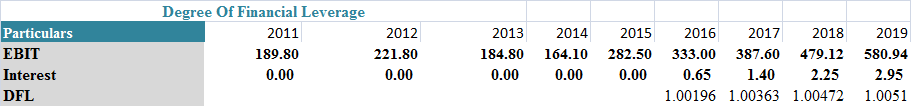 Degree Of Financial Leverage
Particulars 2011 2012 2013 2014 2015 2016 2017 2018 2019
EBIT 189.80 221.80 184.80 164.10 282.50 333.00 387.60 479.12 580.94
Interest 0.00 0.00 0.00 0.00 0.00 0.65 1.40 2.25 2.95
DFL 1.00196 1.00363 1.00472 1.0051